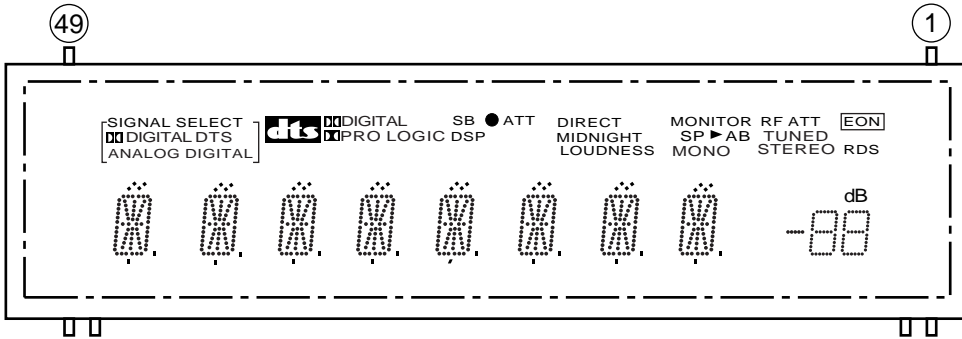 49 1
SIGNAL SELECT dts DIGITAL SB ATT DIRECT MONITOR RF ATT EON
DIGITAL DTS PRO LOGIC DSP MIDNIGHT SP AB TUNED
ANALOG DIGITAL LOUDNESS MONO STEREO RDS
dB
-88